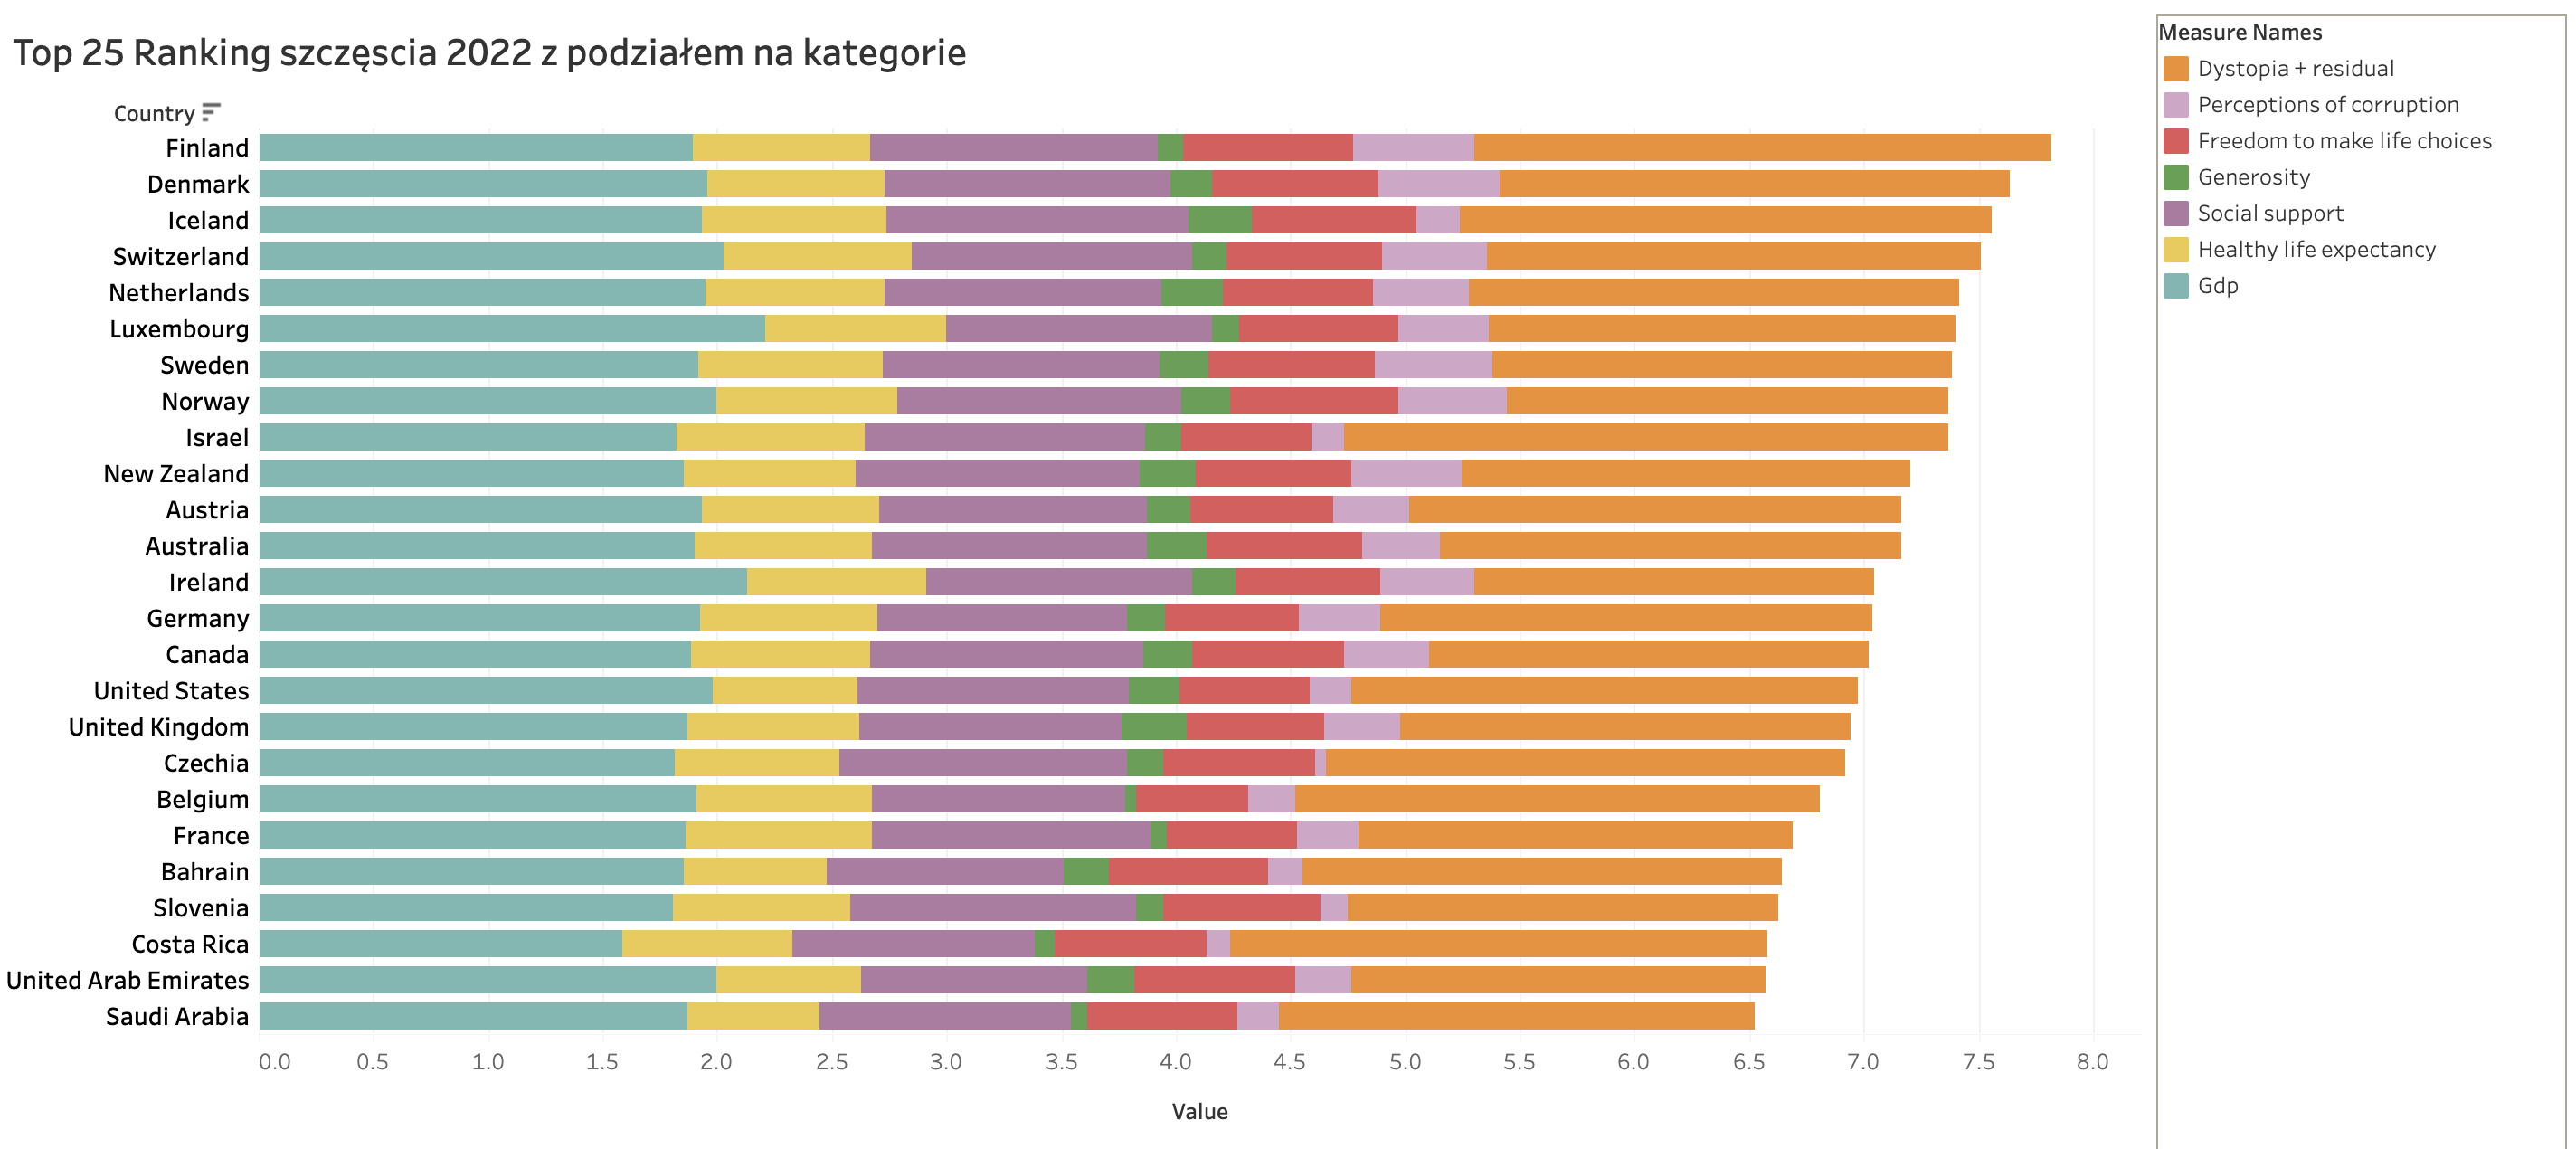 Top 25 Ranking szczęscia 2022 z podziałem na kategorie
Country
Finland
Denmark
Iceland
Switzerland
Netherlands
Luxembourg
Sweden
Norway
Israel
New Zealand
Austria
Australia
Ireland
Germany
Canada
United States
United Kingdom
Czechia
Belgium
France
Bahrain
Slovenia
Costa Rica
United Arab Emirates
Saudi Arabia
0.0 0.5 1.0 1.5 2.0 2.5 3.0 3.5 4.0 4.5 5.0 5.5 6.0 6.5 7.0 7.5 8.0
Value
Measure Names
Dystopia + residual
Perceptions of corruption
Freedom to make life choices
Generosity
Social support
Healthy life expectancy
Gdp